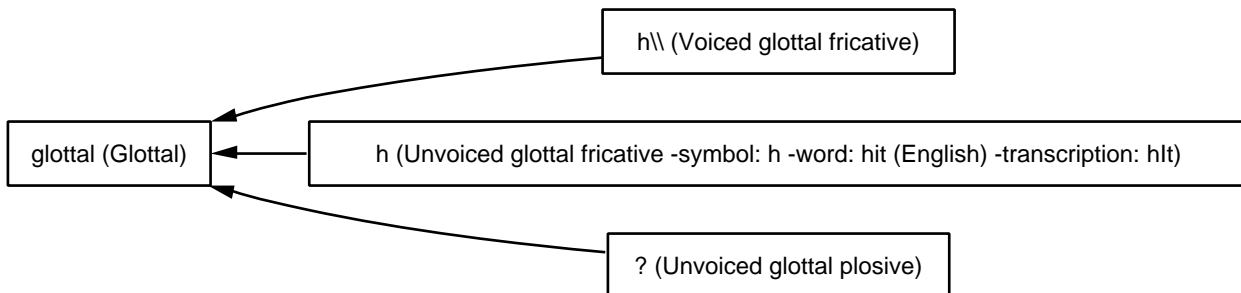 h\\ (Voiced glottal fricative)
glottal (Glottal)
h (Unvoiced glottal fricative -symbol: h -word: hit (English) -transcription: hIt)
? (Unvoiced glottal plosive)